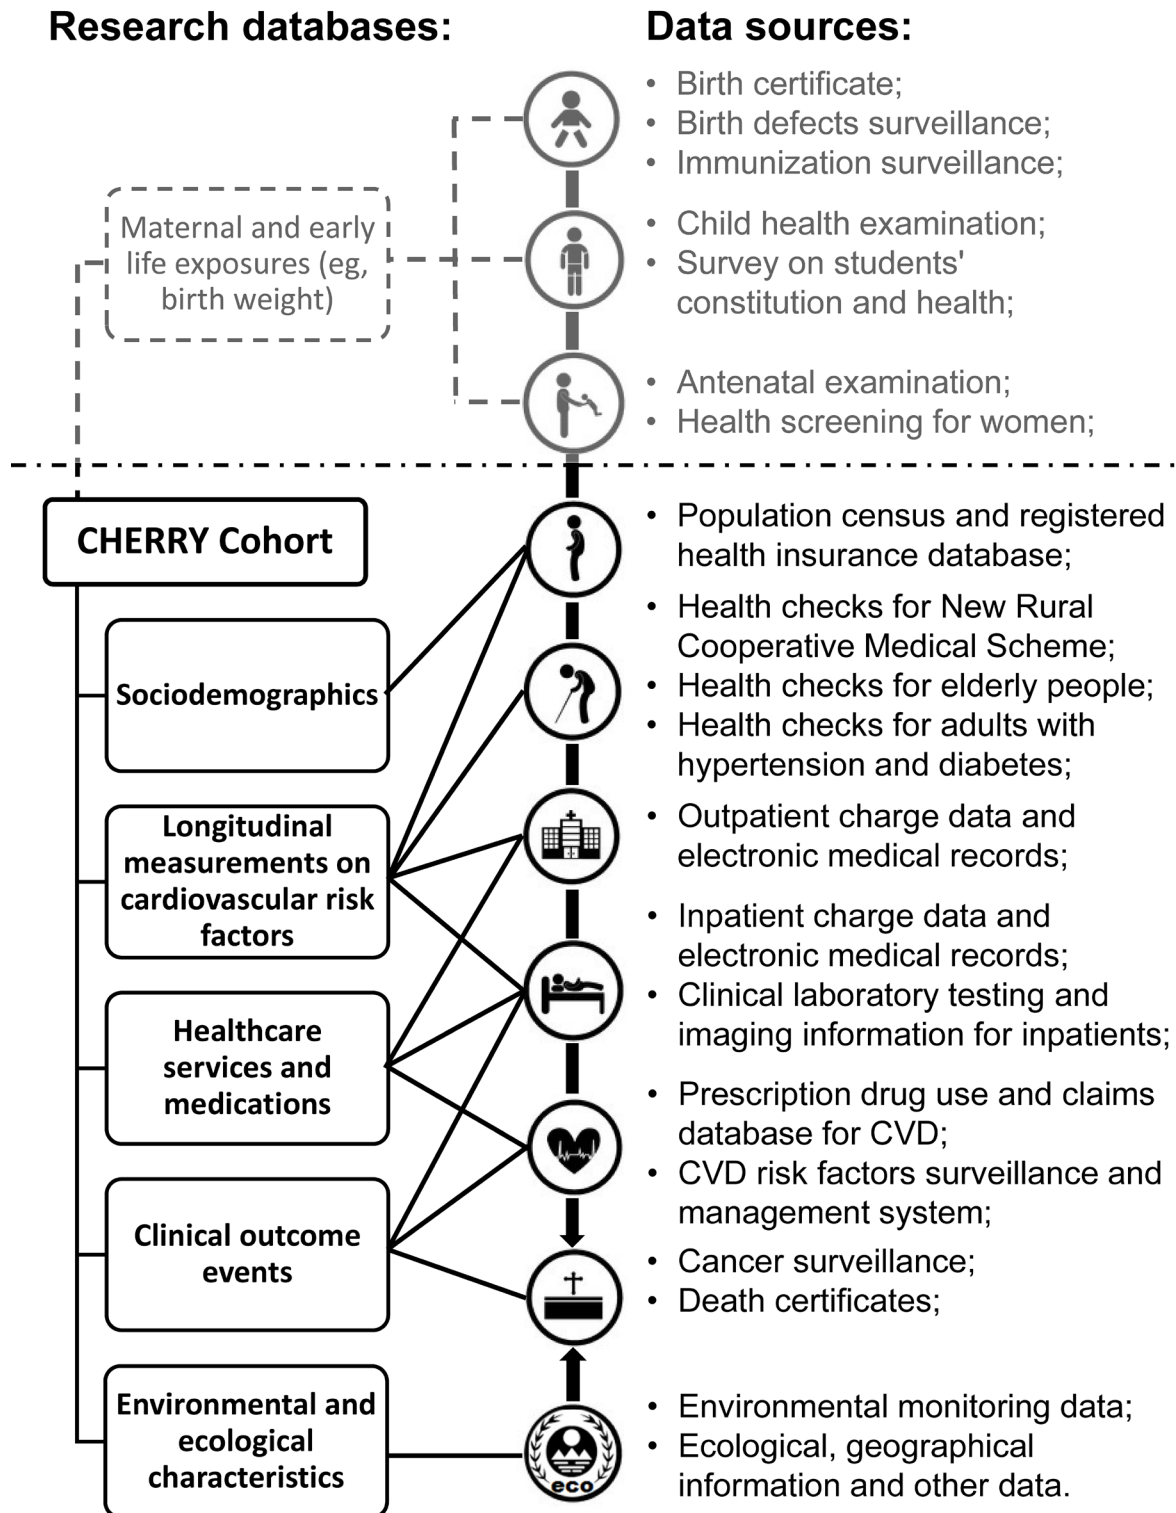 Research databases:
Data sources:
• Birth certificate;
• Birth defects surveillance;
• Immunization surveillance;
Maternal and early
life exposures (eg,
birth weight)
• Child health examination;
• Survey on students'
constitution and health;
• Antenatal examination;
• Health screening for women;
CHERRY Cohort
• Population census and registered
health insurance database;
Sociodemographics
• Health checks for New Rural
Cooperative Medical Scheme;
• Health checks for elderly people;
• Health checks for adults with
hypertension and diabetes;
Longitudinal
measurements on
cardiovascular risk
factors
• Outpatient charge data and
electronic medical records;
• Inpatient charge data and
electronic medical records;
• Clinical laboratory testing and
imaging information for inpatients;
Healthcare
services and
medications
• Prescription drug use and claims
database for CVD;
• CVD risk factors surveillance and
management system;
Clinical outcome
events
• Cancer surveillance;
• Death certificates;
Environmental and
ecological
characteristics
eco
• Environmental monitoring data;
• Ecological, geographical
information and other data.